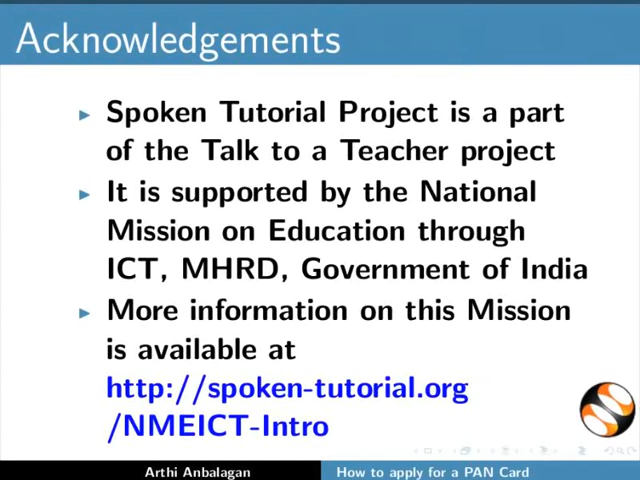 Acknowledgements
Spoken Tutorial Project is a part
of the Talk to a Teacher project
It is supported by the National
Mission on Education through
ICT, MHRD, Government of India
More information on this Mission
is available at
http://spoken-tutorial.org
/NMEICT-Intro
Arthi Anbalagan How to apply for a PAN Card